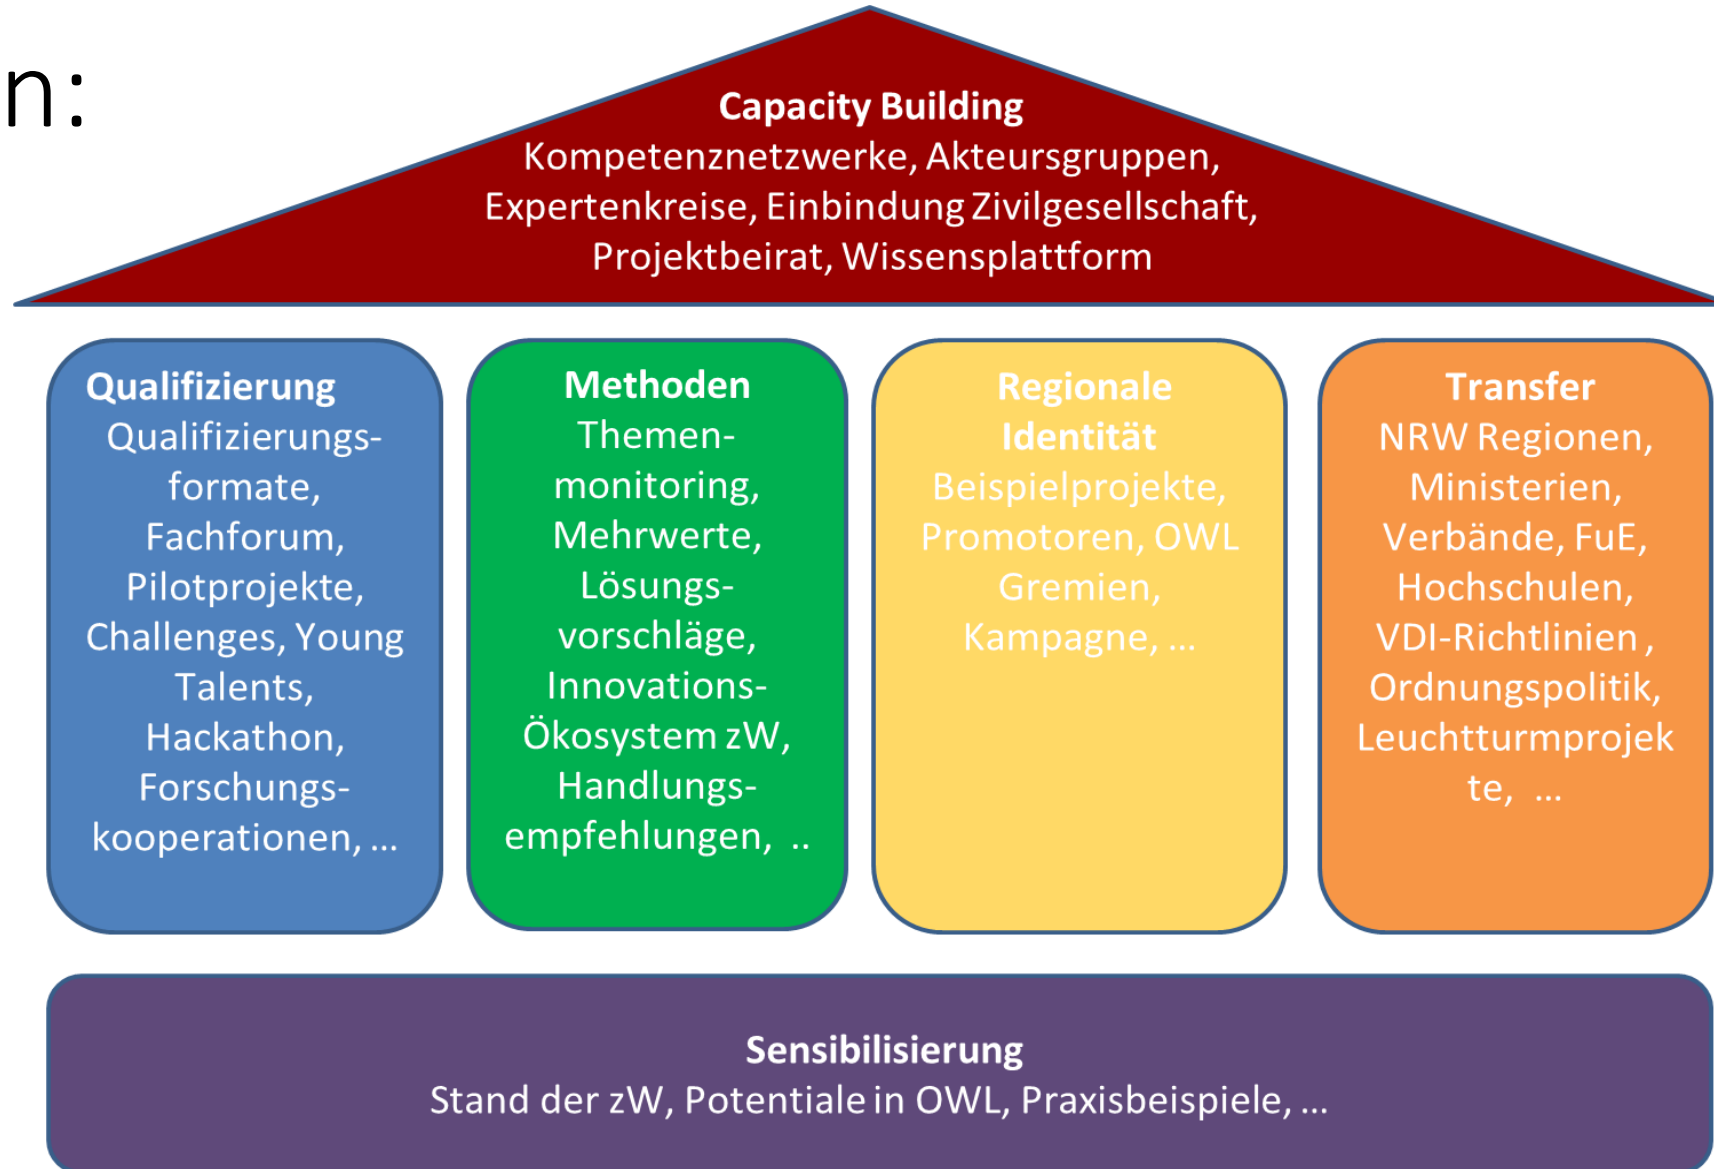 n:
Capacity Building
Kompetenznetzwerke, Akteursgruppen,
Expertenkreise, Einbindung Zivilgesellschaft,
Projektbeirat, Wissensplattform
Qualifizierung
Qualifizierungs-
formate,
Fachforum,
Pilotprojekte,
Challenges, Young
Talents,
Hackathon,
Forschungs-
kooperationen, ...
Methoden
Themen-
monitoring,
Mehrwerte,
Lösungs-
vorschläge,
Innovations-
Ökosystem zW,
Handlungs-
empfehlungen, ..
Regionale
Identität
Beispielprojekte,
Promotoren, OWL
Gremien,
Kampagne, ...
Transfer
NRW Regionen,
Ministerien,
Verbände, FuE,
Hochschulen,
VDI-Richtlinien ,
Ordnungspolitik,
Leuchtturmprojek
te, ...
Sensibilisierung
Stand der zW, Potentiale in OWL, Praxisbeispiele, ...